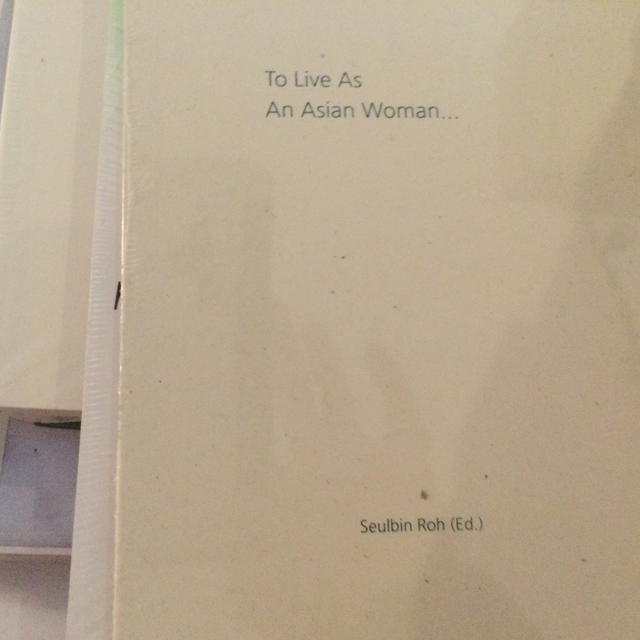 To Live As
An Asian Woman...
Seulbin Roh (Ed.)